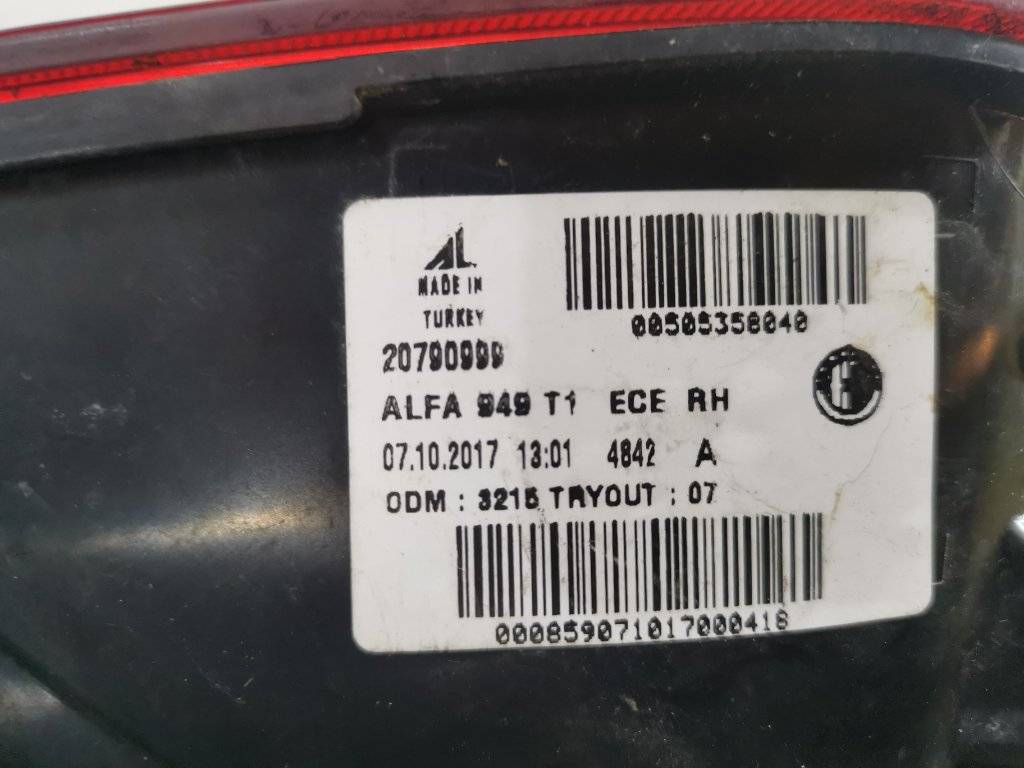 AL
MADE IN
TURKEY
00505358040
20790999
ALFA 949 T1 ECE RH
07.10.2017 13:01 4842 A
ODM : 3215 TRYOUT : 07
000859071017000418